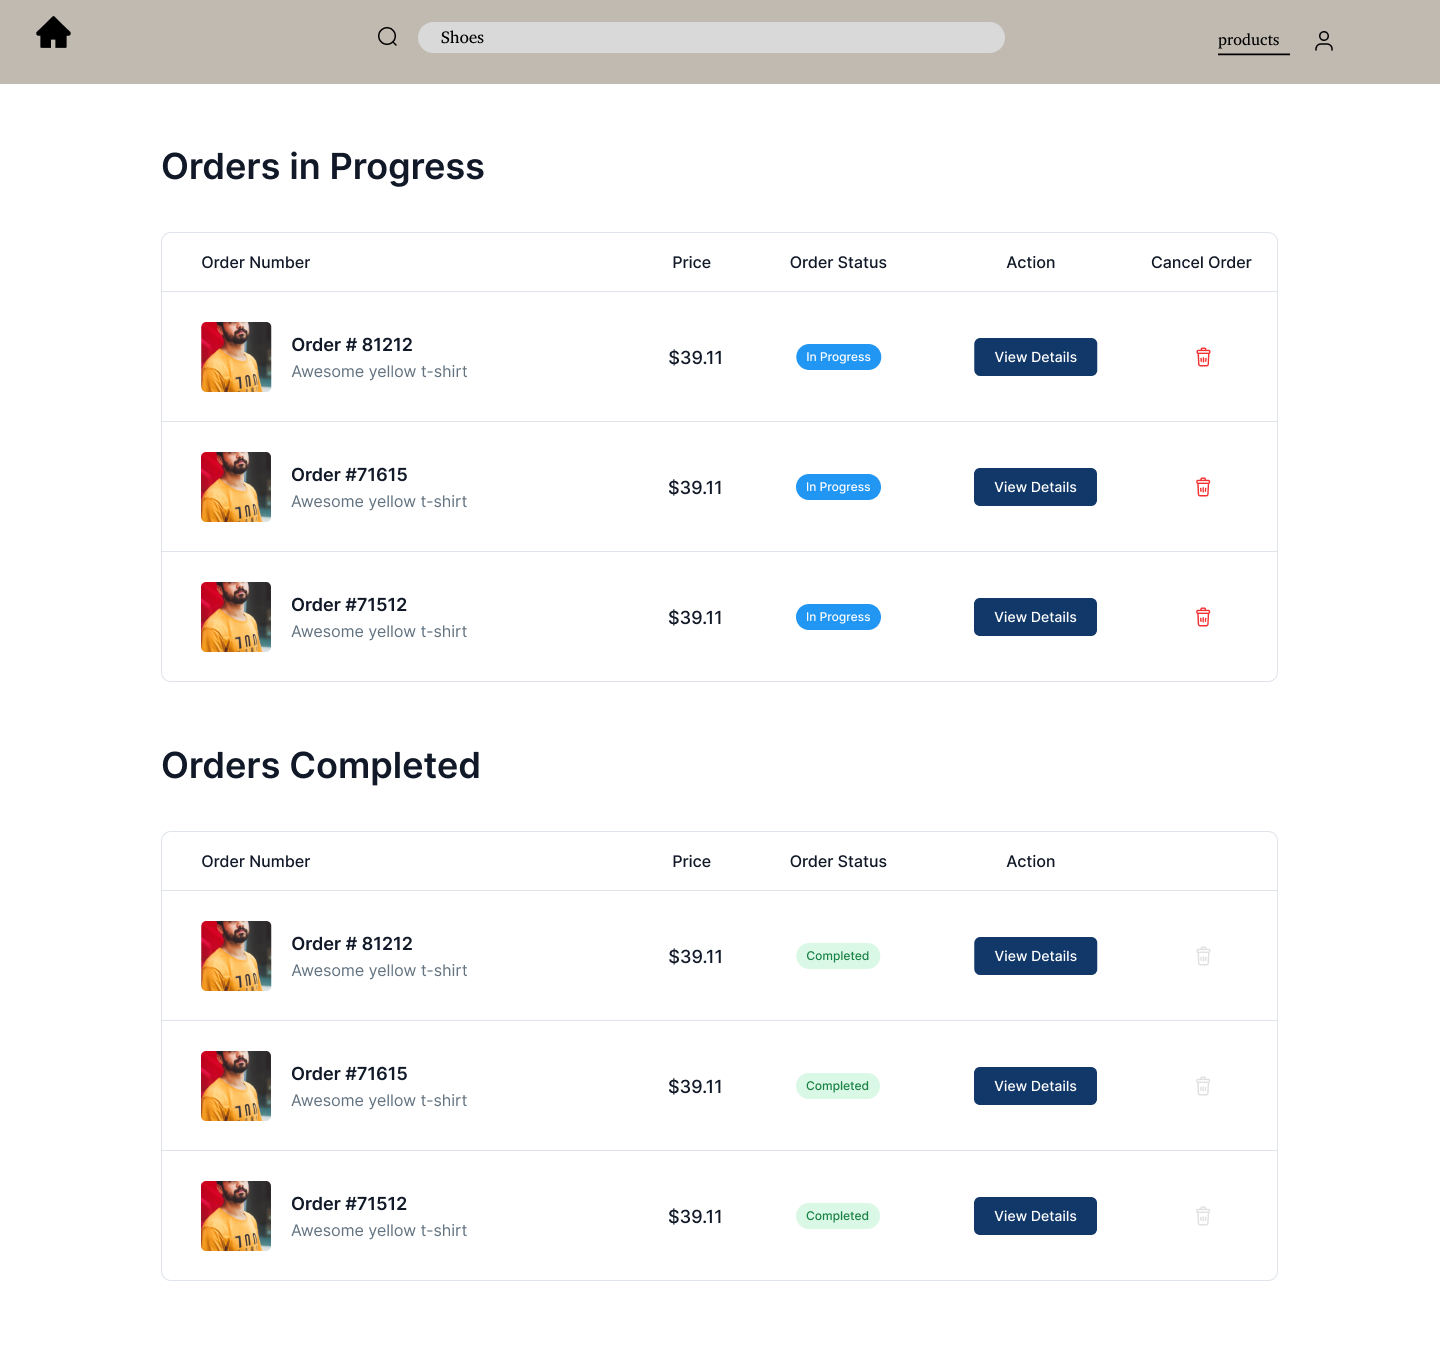 Shoes
products
Orders in Progress
Order Number Price Order Status Action Cancel Order
Order # 81212
Awesome yellow t-shirt
$39.11 In Progress View Details
Order #71615
Awesome yellow t-shirt
$39.11 In Progress View Details
Order #71512
Awesome yellow t-shirt
$39.11 In Progress View Details
Orders Completed
Order Number Price Order Status Action
Order # 81212
Awesome yellow t-shirt
$39.11 Completed View Details
Order #71615
Awesome yellow t-shirt
$39.11 Completed View Details
Order #71512
Awesome yellow t-shirt
$39.11 Completed View Details